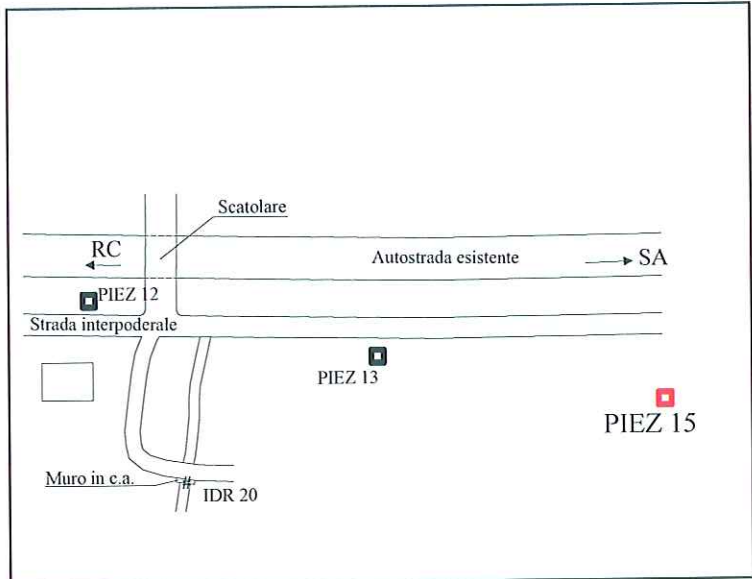 Scatolare
RC
Autostrada esistente
SA
PIEZ 12
Strada interpoderale
PIEZ 13
PIEZ 15
Muro in c.a.
IDR 20